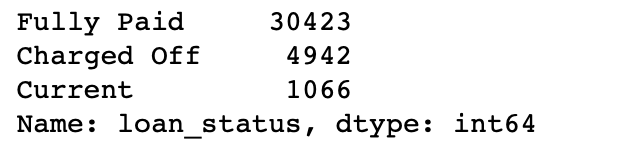 Fully Paid     30423
Charged Off     4942
Current         1066
Name: loan_status, dtype: int64